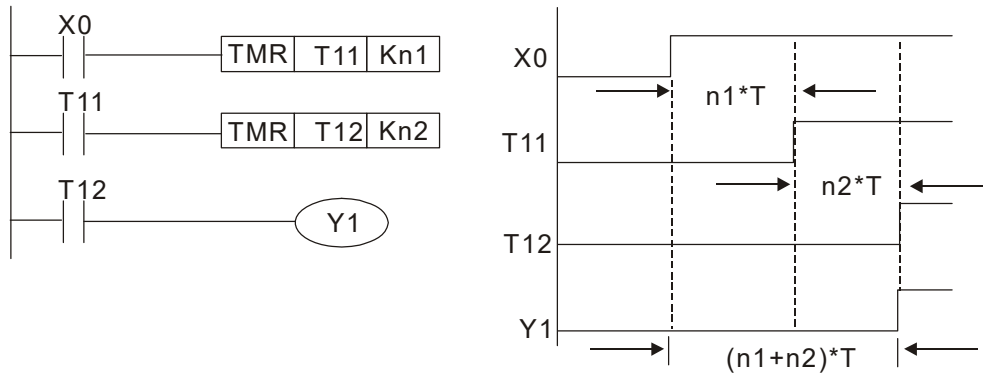 X0
TMR T11 Kn1
T11
TMR T12 Kn2
T12
Y1
X0
n1*T
T11
n2*T
T12
Y1
(n1+n2)*T